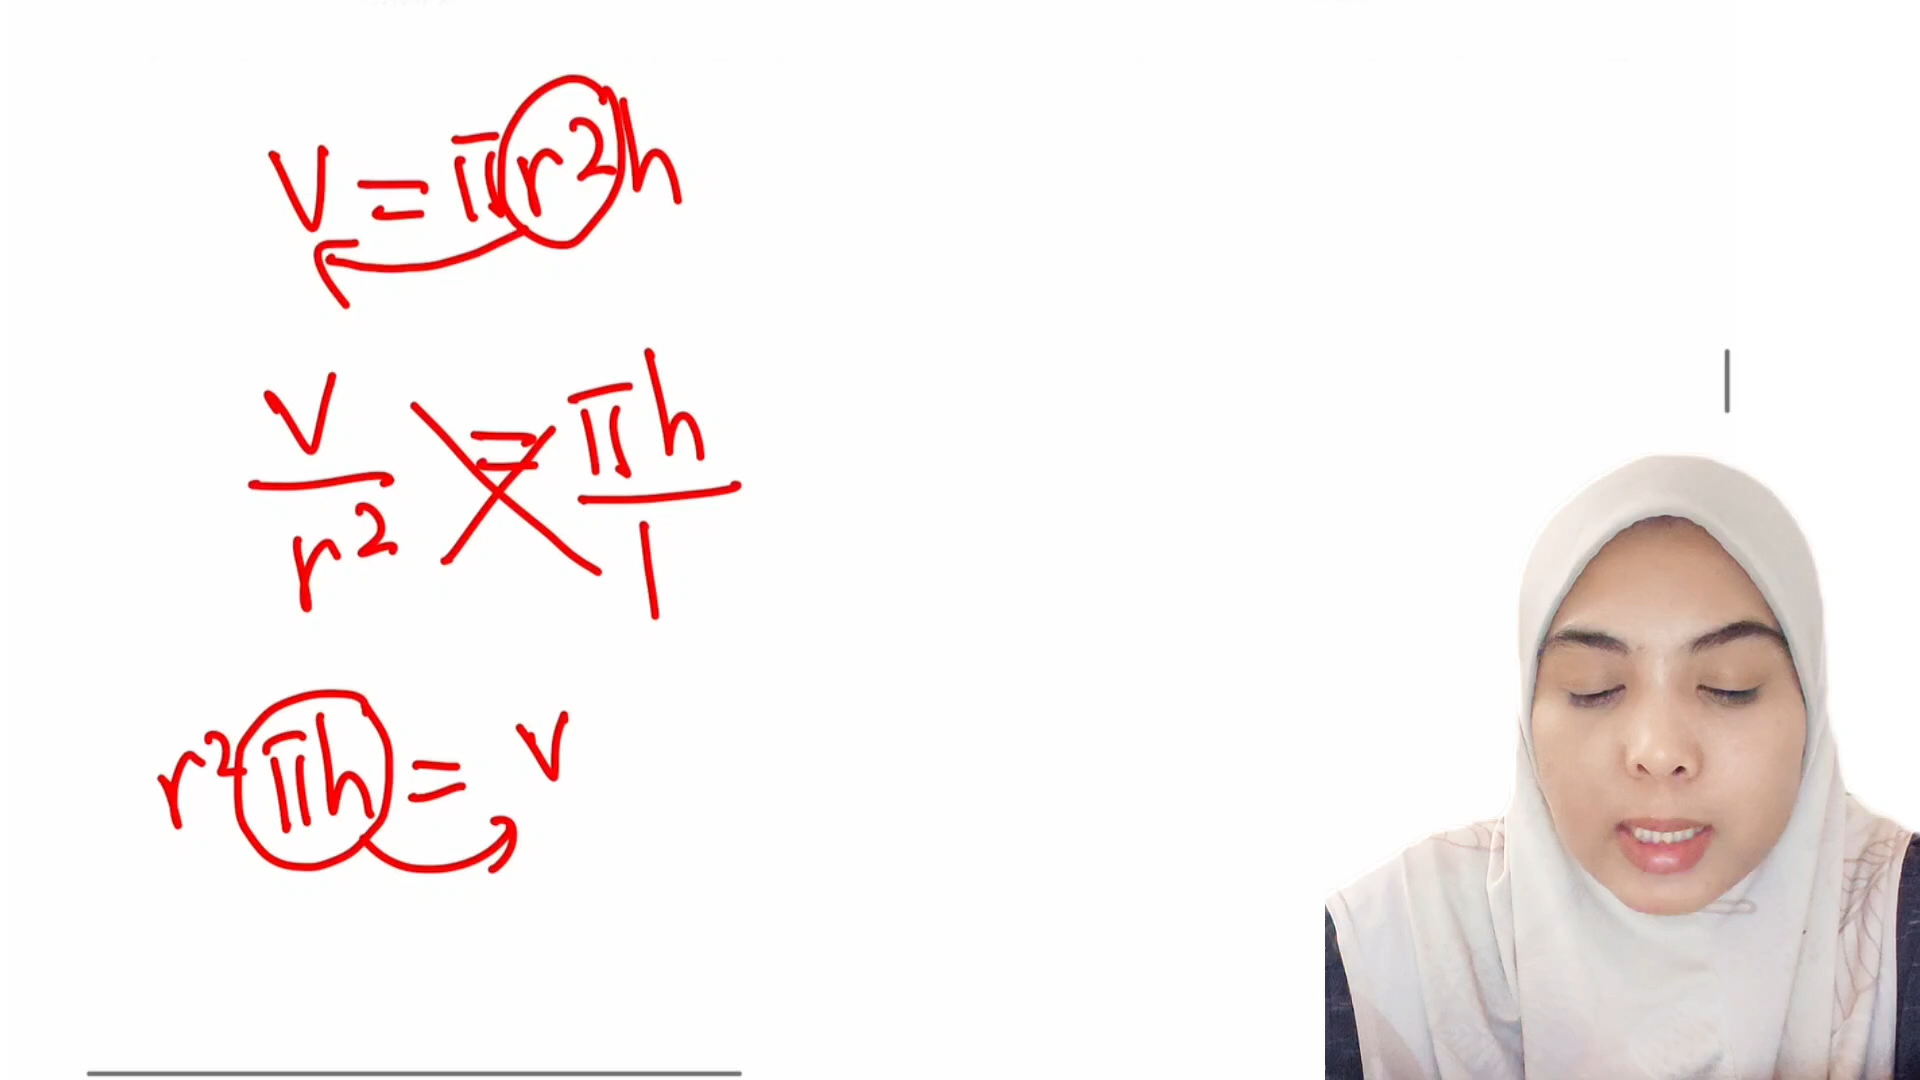 V = πr²h
V/r² = πh/1
r²πh = V